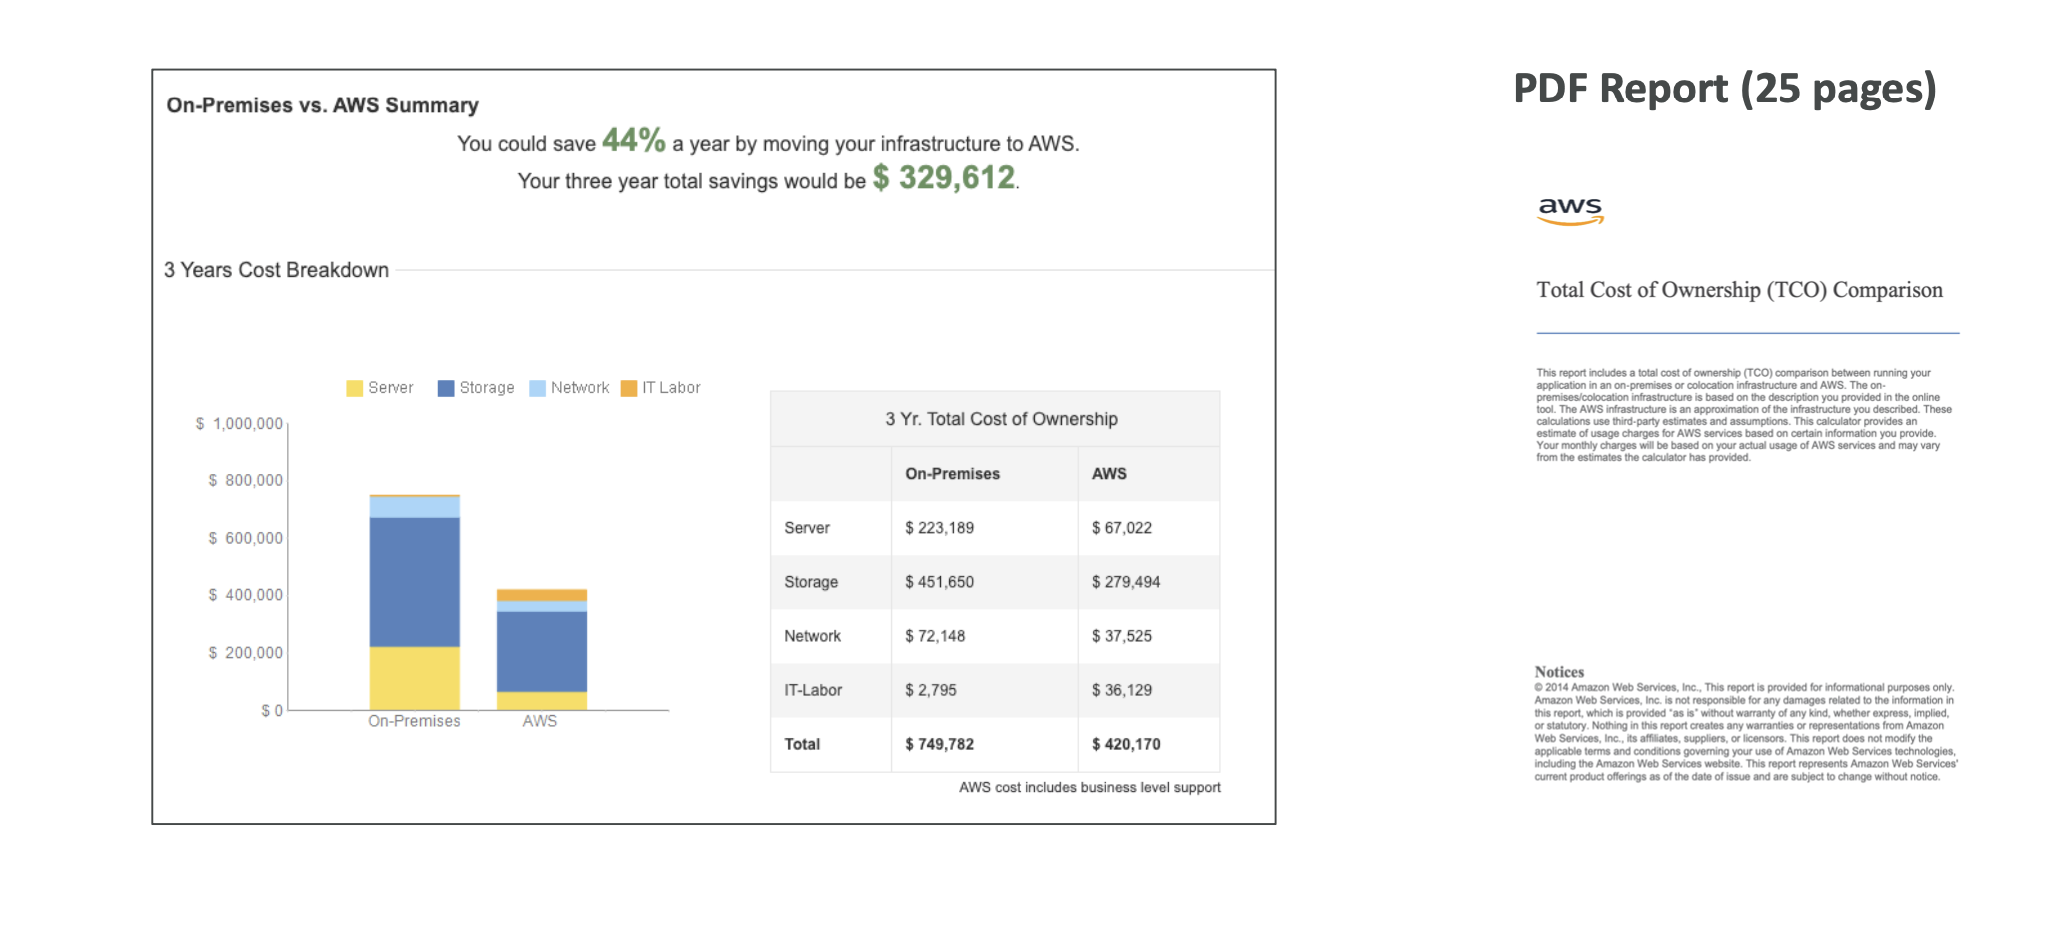 On-Premises vs. AWS Summary
You could save 44% a year by moving your infrastructure to AWS.
Your three year total savings would be $ 329,612.
3 Years Cost Breakdown
Server Storage Network IT Labor
$ 1,000,000
$ 800,000
$ 600,000
$ 400,000
$ 200,000
$ 0
On-Premises AWS
3 Yr. Total Cost of Ownership
On-Premises AWS
Server $ 223,189 $ 67,022
Storage $ 451,650 $ 279,494
Network $ 72,148 $ 37,525
IT-Labor $ 2,795 $ 36,129
Total $ 749,782 $ 420,170
AWS cost includes business level support
PDF Report (25 pages)
aws
Total Cost of Ownership (TCO) Comparison
This report includes a total cost of ownership (TCO) comparison between running your
application in an on-premises or colocation infrastructure and AWS. The on-
premises/colocation infrastructure is based on the description you provided in the online
tool. The AWS infrastructure is an approximation of the infrastructure you described. These
calculations use third-party estimates and assumptions. This calculator provides an
estimate of usage charges for AWS services based on certain information you provide.
Your monthly charges will be based on your actual usage of AWS services and may vary
from the estimates the calculator has provided.
Notices
© 2014 Amazon Web Services, Inc., This report is provided for informational purposes only.
Amazon Web Services, Inc. is not responsible for any damages related to the information in
this report, which is provided "as is" without warranty of any kind, whether express, implied,
or statutory. Nothing in this report creates any warranties or representations from Amazon
Web Services, Inc., its affiliates, suppliers, or licensors. This report does not modify the
applicable terms and conditions governing your use of Amazon Web Services technologies,
including the Amazon Web Services website. This report represents Amazon Web Services'
current product offerings as of the date of issue and are subject to change without notice.